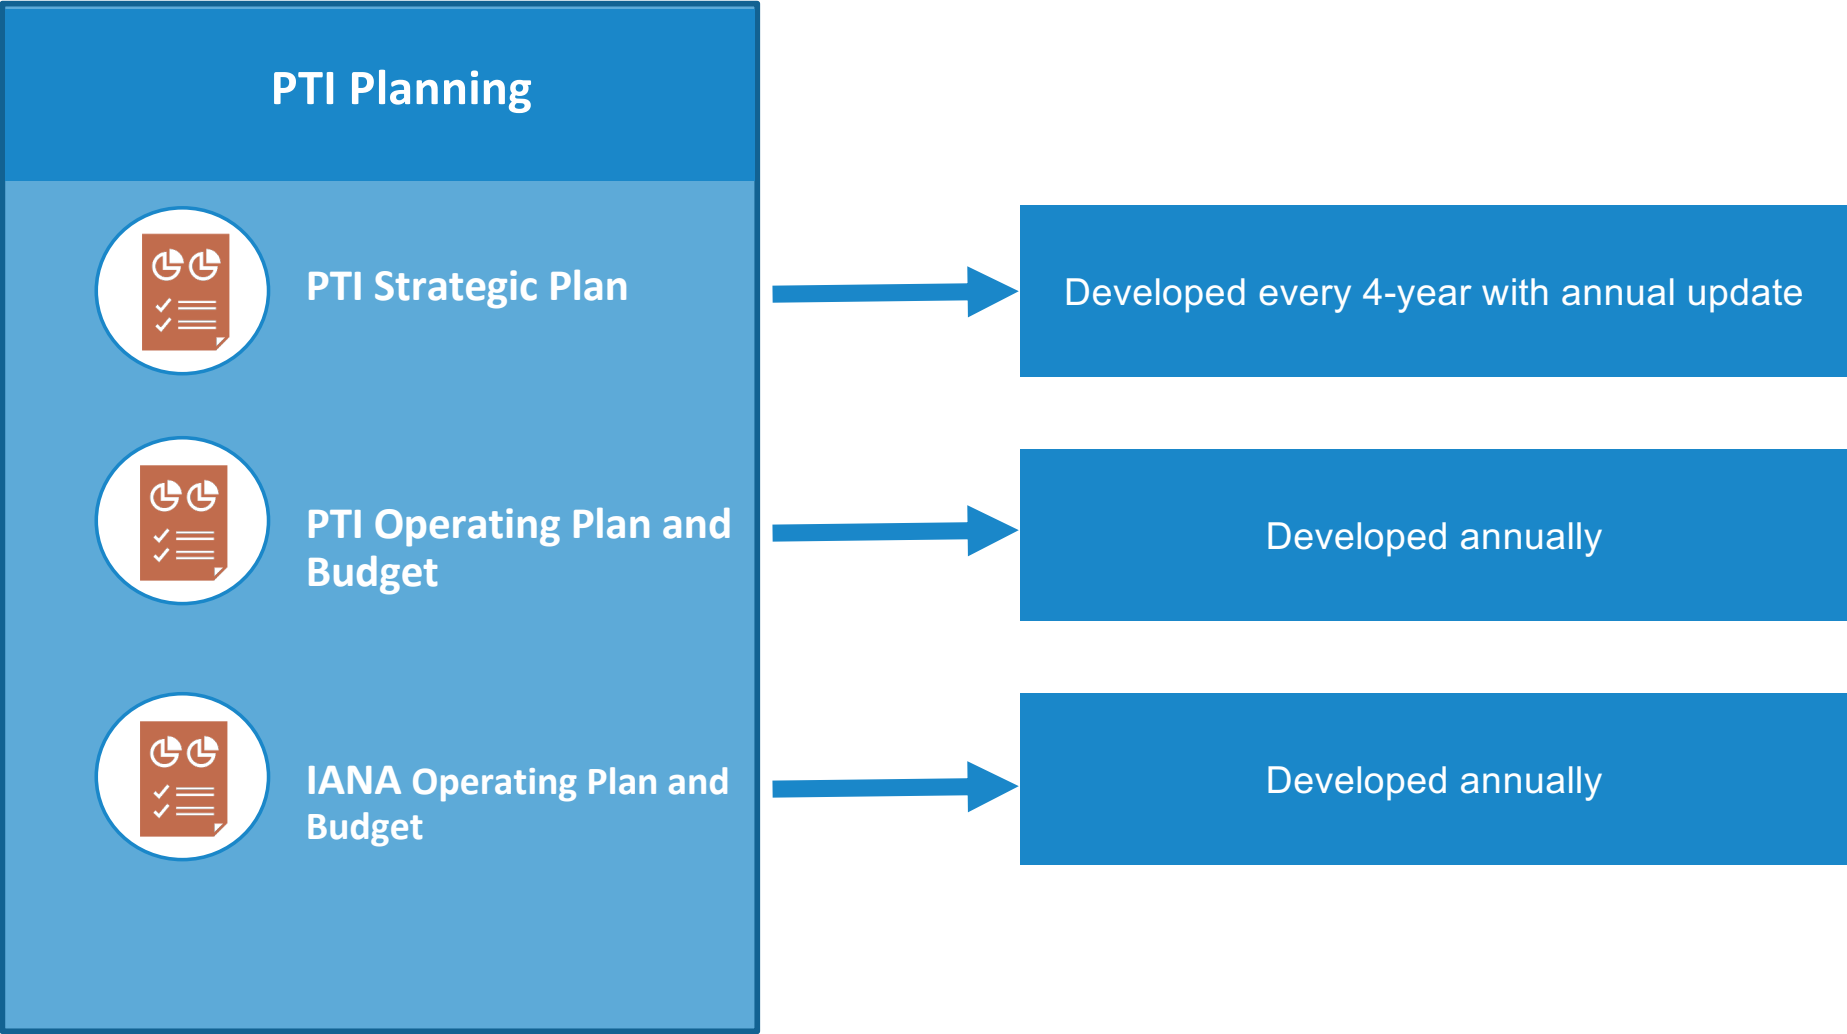 PTI Planning
PTI Strategic Plan
Developed every 4-year with annual update
PTI Operating Plan and
Budget
Developed annually
IANA Operating Plan and
Budget
Developed annually